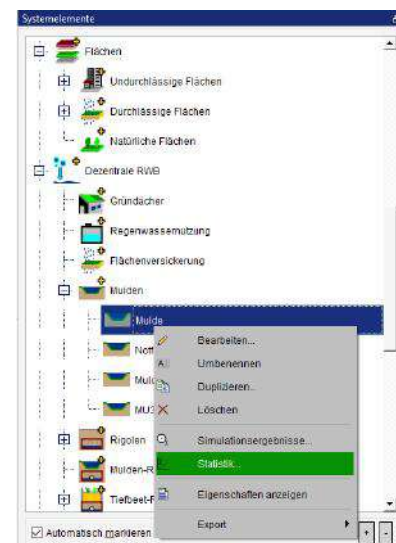 Systemelemente
Flächen
Undurchlässige Flächen
Durchlässige Flächen
Natürliche Flächen
Dezentrale RWB
Gründächer
Regenwassernutzung
Flächenversickerung
Mulden
Mulde
Bearbeiten...
Umbenennen
Duplizieren...
Löschen
Simulationsergebnisse...
Rigolen
Statistik...
Mulden-R
Eigenschaften anzeigen
Tiefbeet-F
Export
Automatisch markieren
+ -